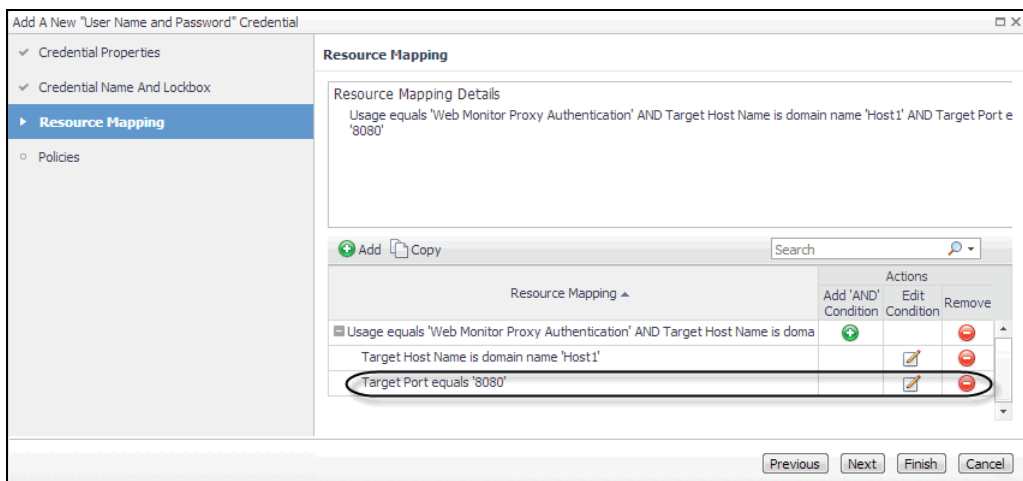 Add A New "User Name and Password" Credential
Credential Properties
Credential Name And Lockbox
Resource Mapping
Policies
Resource Mapping
Resource Mapping Details
Usage equals 'Web Monitor Proxy Authentication' AND Target Host Name is domain name 'Host1' AND Target Port e
'8080'
Add Copy Search
Actions
Resource Mapping Add 'AND' Condition Edit Condition Remove
Usage equals 'Web Monitor Proxy Authentication' AND Target Host Name is doma
Target Host Name is domain name 'Host1'
Target Port equals '8080'
Previous Next Finish Cancel